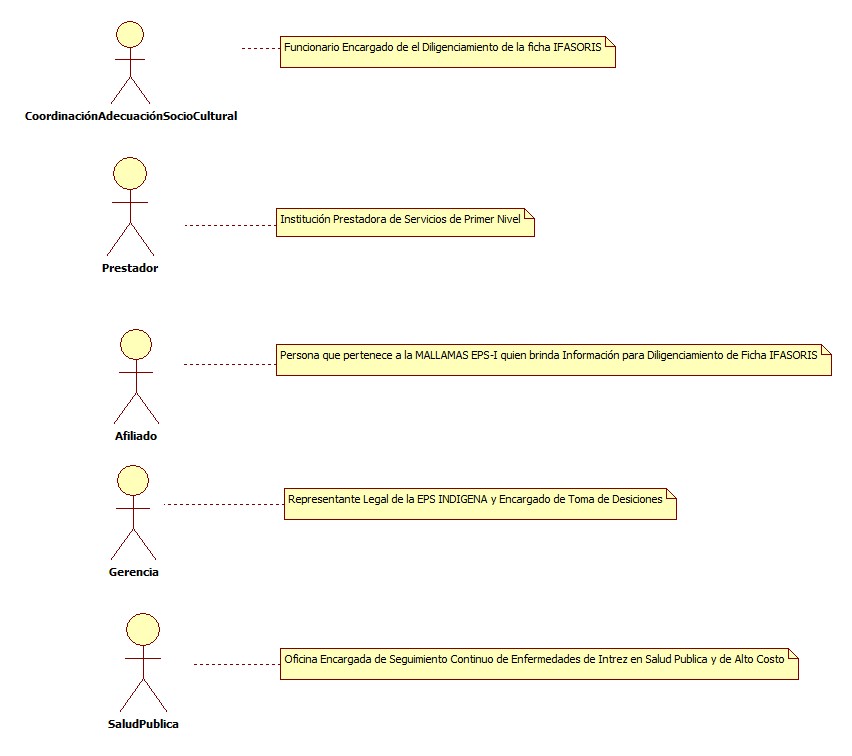 Funcionario Encargado de el Diligenciamiento de la ficha IFASORIS
CoordinaciónAdecuaciónSocioCultural
Institución Prestadora de Servicios de Primer Nivel
Prestador
Persona que pertenece a la MALLAMAS EPS-I quien brinda Información para Diligenciamiento de Ficha IFASORIS
Afiliado
Representante Legal de la EPS INDIGENA y Encargado de Toma de Desiciones
Gerencia
Oficina Encargada de Seguimiento Continuo de Enfermedades de Intrez en Salud Publica y de Alto Costo
SaludPublica